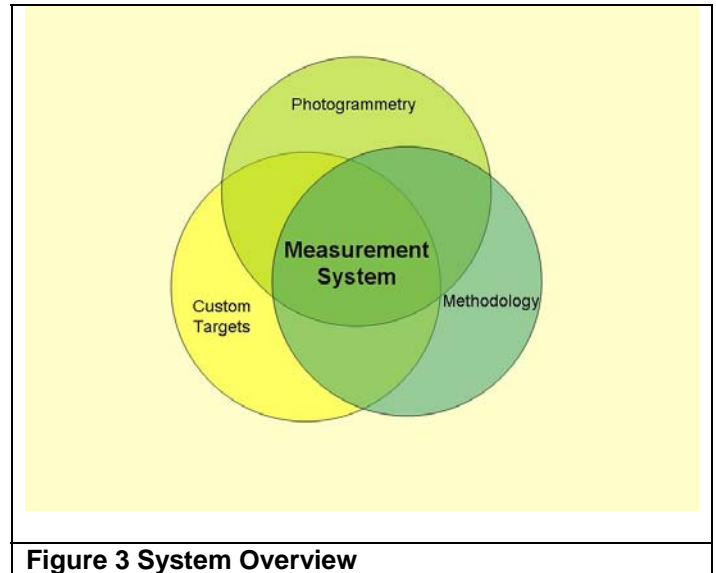 Photogrammetry
Measurement
System
Methodology
Custom
Targets
Figure 3 System Overview